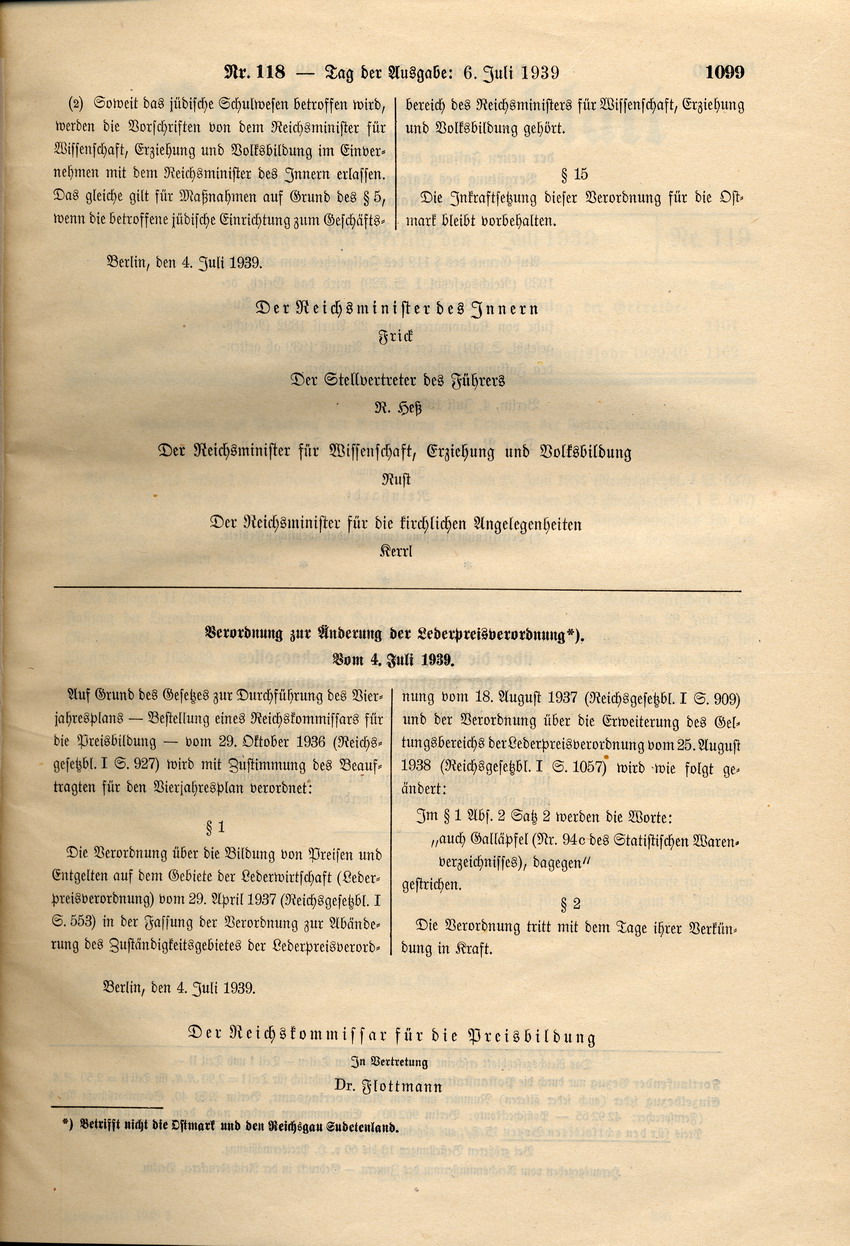 Nr. 118 — Tag der Ausgabe: 6. Juli 1939 1099
(2) Soweit das jüdische Schulwesen betroffen wird,
werden die Vorschriften von dem Reichsminister für
Wissenschaft, Erziehung und Volksbildung im Einver-
nehmen mit dem Reichsminister des Innern erlassen.
Das gleiche gilt für Maßnahmen auf Grund des § 5,
wenn die betroffene jüdische Einrichtung zum Geschäfts-
bereich des Reichsministers für Wissenschaft, Erziehung
und Volksbildung gehört.
§ 15
Die Inkraftsetzung dieser Verordnung für die Ost-
mark bleibt vorbehalten.
Berlin, den 4. Juli 1939.
Der Reichsminister des Innern
Frick
Der Stellvertreter des Führers
R. Heß
Der Reichsminister für Wissenschaft, Erziehung und Volksbildung
Rust
Der Reichsminister für die kirchlichen Angelegenheiten
Kerrl
Verordnung zur Änderung der Lederpreisverordnung*).
Vom 4. Juli 1939.
Auf Grund des Gesetzes zur Durchführung des Vier-
jahresplans — Bestellung eines Reichskommissars für
die Preisbildung — vom 29. Oktober 1936 (Reichs-
gesetzbl. I S. 927) wird mit Zustimmung des Beauf-
tragten für den Vierjahresplan verordnet:
§ 1
Die Verordnung über die Bildung von Preisen und
Entgelten auf dem Gebiete der Lederwirtschaft (Leder-
preisverordnung) vom 29. April 1937 (Reichsgesetzbl. I
S. 553) in der Fassung der Verordnung zur Abände-
rung des Zuständigkeitsgebietes der Lederpreisverord-
nung vom 18. August 1937 (Reichsgesetzbl. I S. 909)
und der Verordnung über die Erweiterung des Gel-
tungsbereichs der Lederpreisverordnung vom 25. August
1938 (Reichsgesetzbl. I S. 1057) wird wie folgt ge-
ändert:
Im § 1 Abs. 2 Satz 2 werden die Worte:
„auch Galläpfel (Nr. 94c des Statistischen Waren-
verzeichnisses), dagegen"
gestrichen.
§ 2
Die Verordnung tritt mit dem Tage ihrer Verkün-
dung in Kraft.
Berlin, den 4. Juli 1939.
Der Reichskommissar für die Preisbildung
In Vertretung
Dr. Flottmann
*) Betrifft nicht die Ostmark und den Reichsgau Sudetenland.